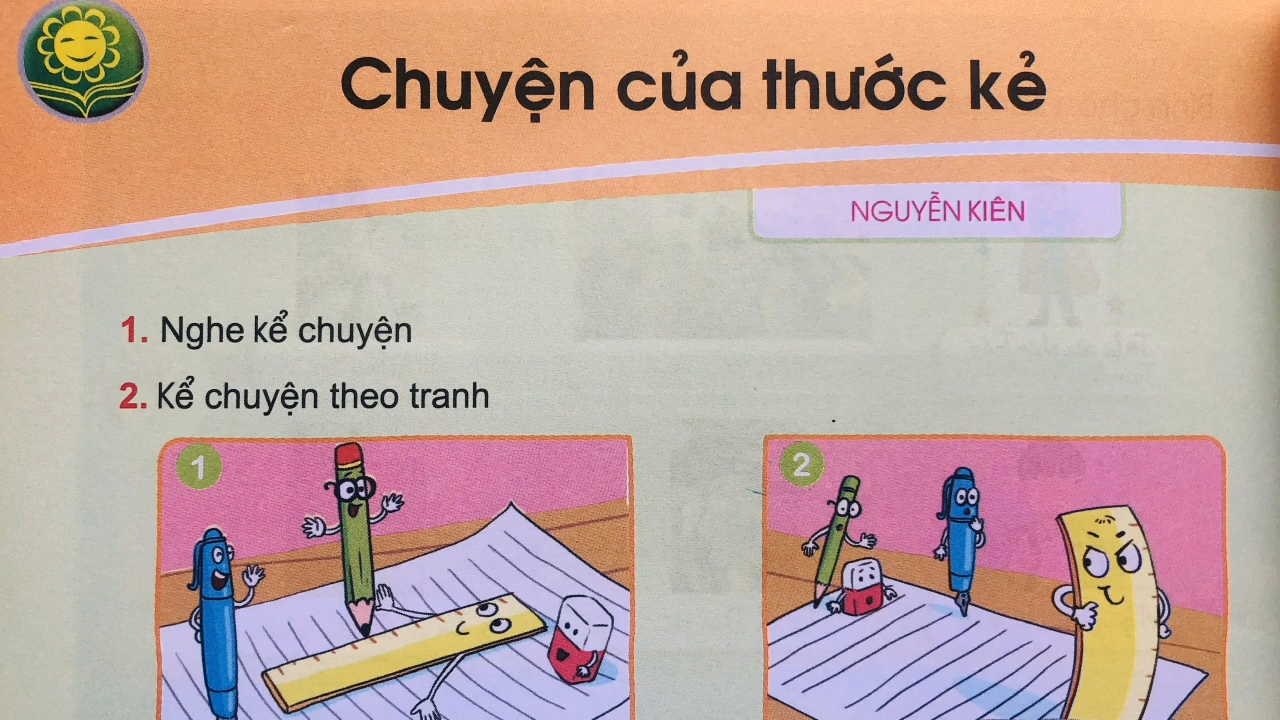 Chuyện của thước kẻ
NGUYỄN KIÊN
1. Nghe kể chuyện
2. Kể chuyện theo tranh
1
2